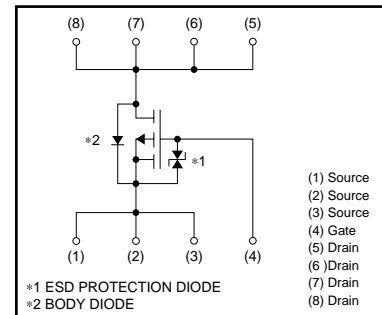 (8) (7) (6) (5)
∗2
∗1
(1) (2) (3) (4)
(1) Source
(2) Source
(3) Source
(4) Gate
(5) Drain
(6 )Drain
(7) Drain
(8) Drain
∗1 ESD PROTECTION DIODE
∗2 BODY DIODE